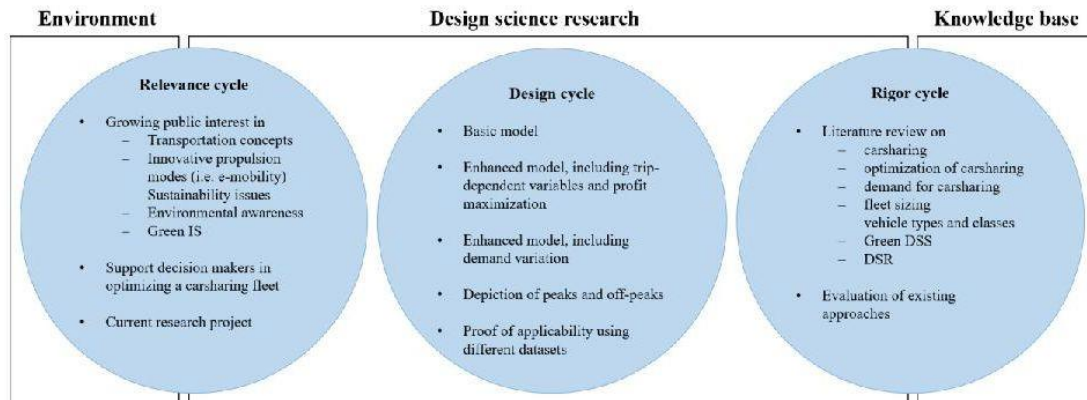 Environment
Design science research
Knowledge base
Relevance cycle
• Growing public interest in
– Transportation concepts
– Innovative propulsion
modes (i.e. e-mobility)
Sustainability issues
– Environmental awareness
– Green IS
• Support decision makers in
optimizing a carsharing fleet
• Current research project
Design cycle
• Basic model
• Enhanced model, including trip-
dependent variables and profit
maximization
• Enhanced model, including
demand variation
• Depiction of peaks and off-peaks
• Proof of applicability using
different datasets
Rigor cycle
• Literature review on
– carsharing
– optimization of carsharing
– demand for carsharing
– fleet sizing
vehicle types and classes
– Green DSS
– DSR
• Evaluation of existing
approaches